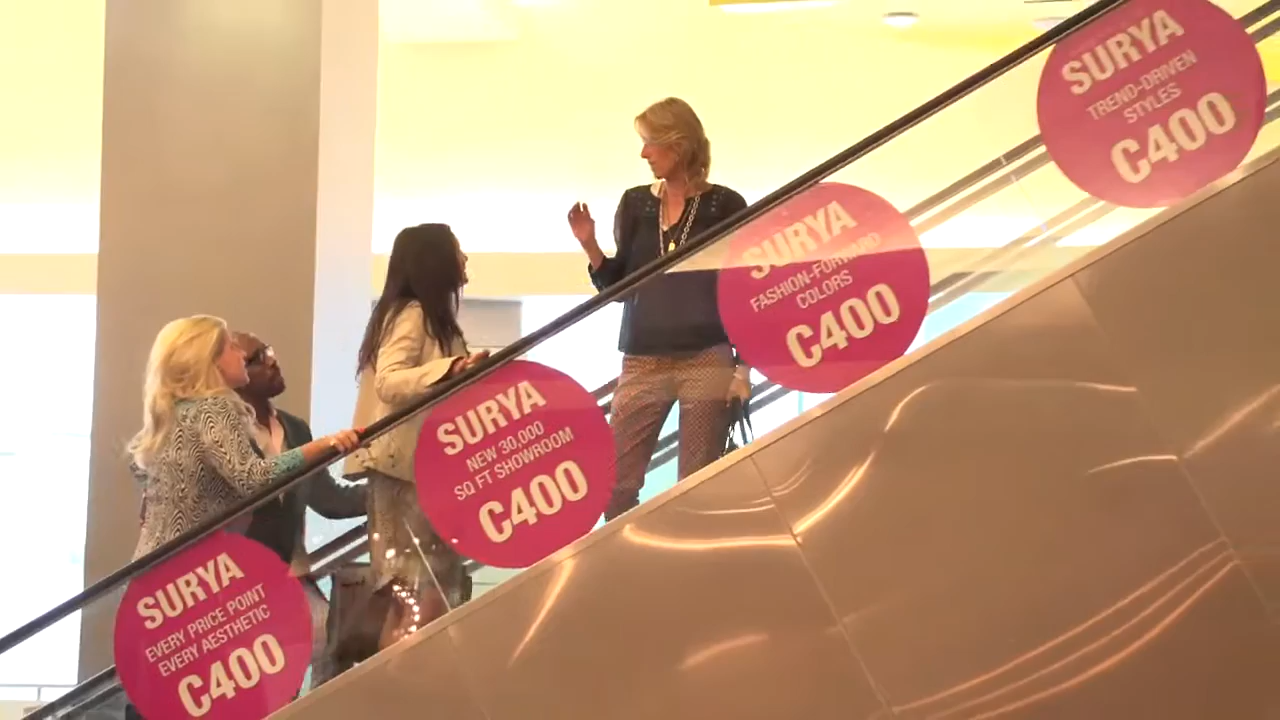 SURYA
TREND-DRIVEN
STYLES
C400
SURYA
FASHION-FORWARD
COLORS
C400
SURYA
NEW 30,000
SQ FT SHOWROOM
C400
SURYA
EVERY PRICE POINT
EVERY AESTHETIC
C400